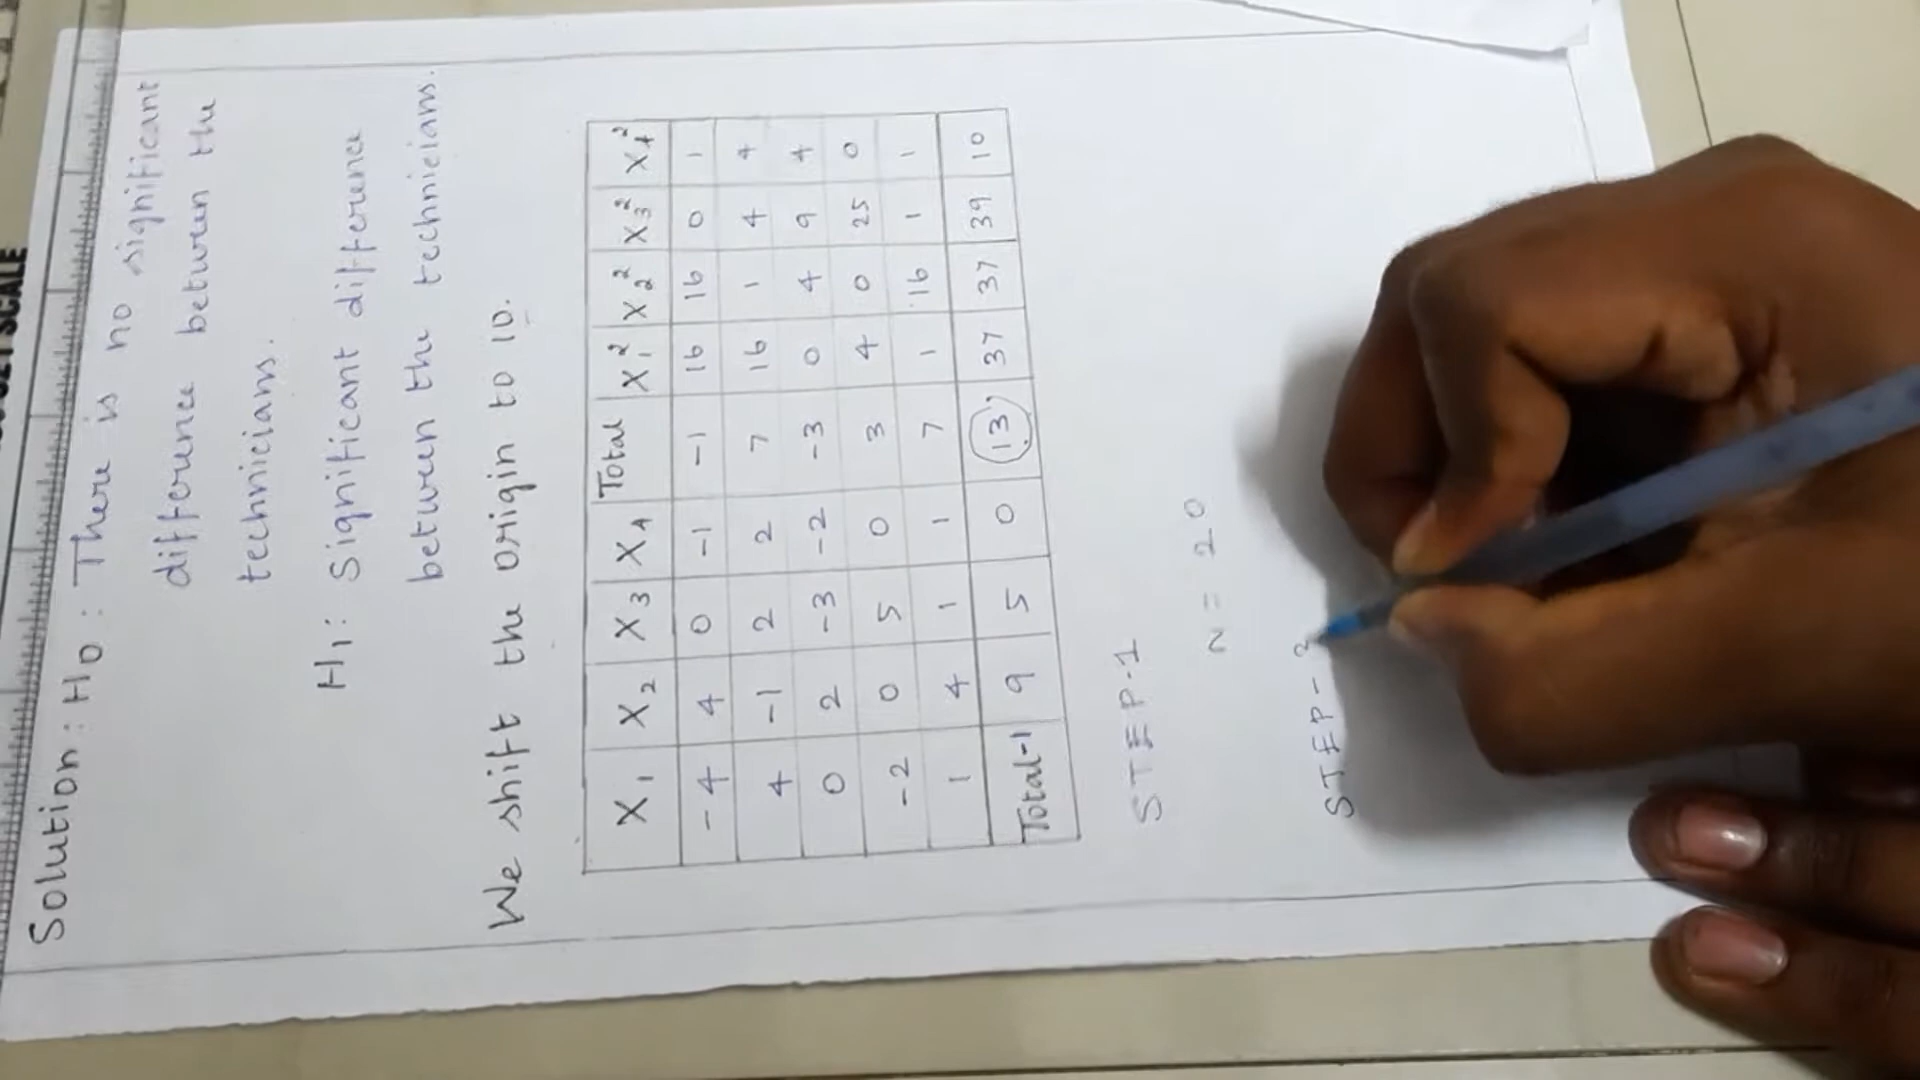 Solution: H0: There is no significant
difference between the
technicians.
H1: Significant difference
between the technicians.
We shift the origin to 10.
X1 X2 X3 X4 Total X1² X2² X3² X4²
-4 4 0 -1 -1 16 16 0 1
4 -1 2 2 7 16 1 4 4
0 2 -3 -2 -3 0 4 9 4
-2 0 5 0 3 4 0 25 0
1 4 1 1 7 1 16 1 1
Total-1 9 5 0 13 37 37 39 10
STEP-1
N = 20
STEP-2
SCALE